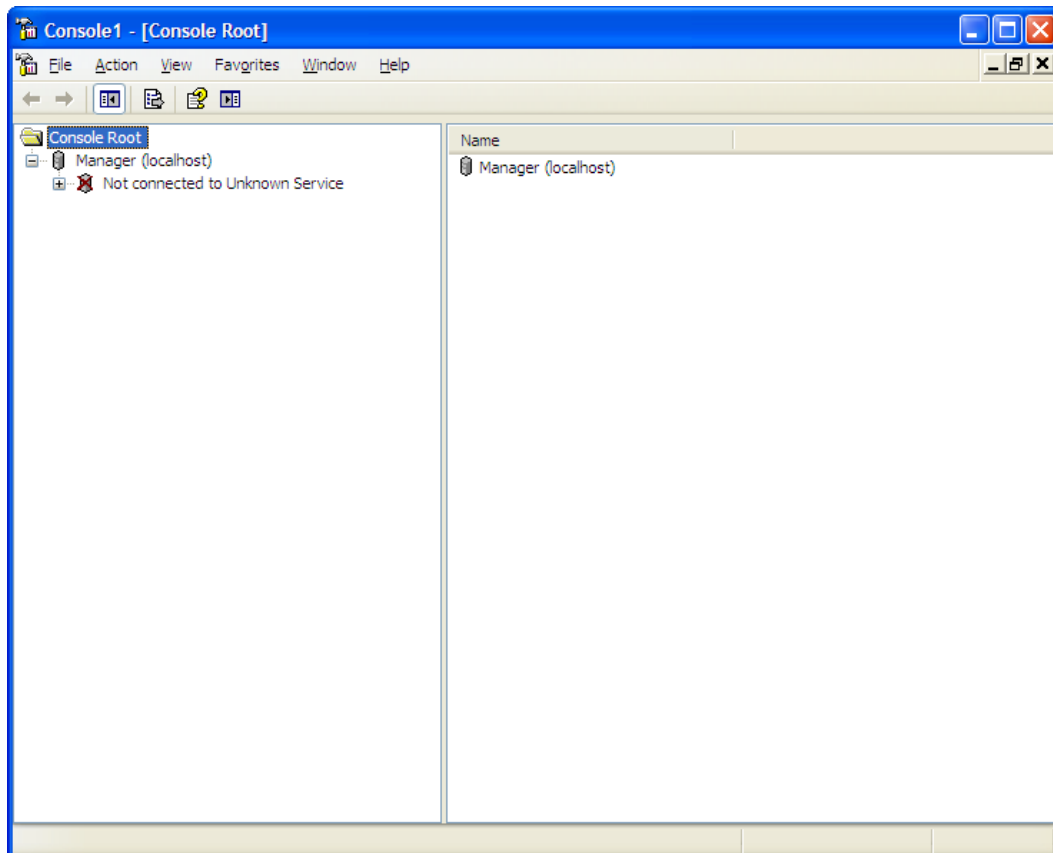 Console1 - [Console Root]
File Action View Favorites Window Help
Console Root
Manager (localhost)
Not connected to Unknown Service
Name
Manager (localhost)